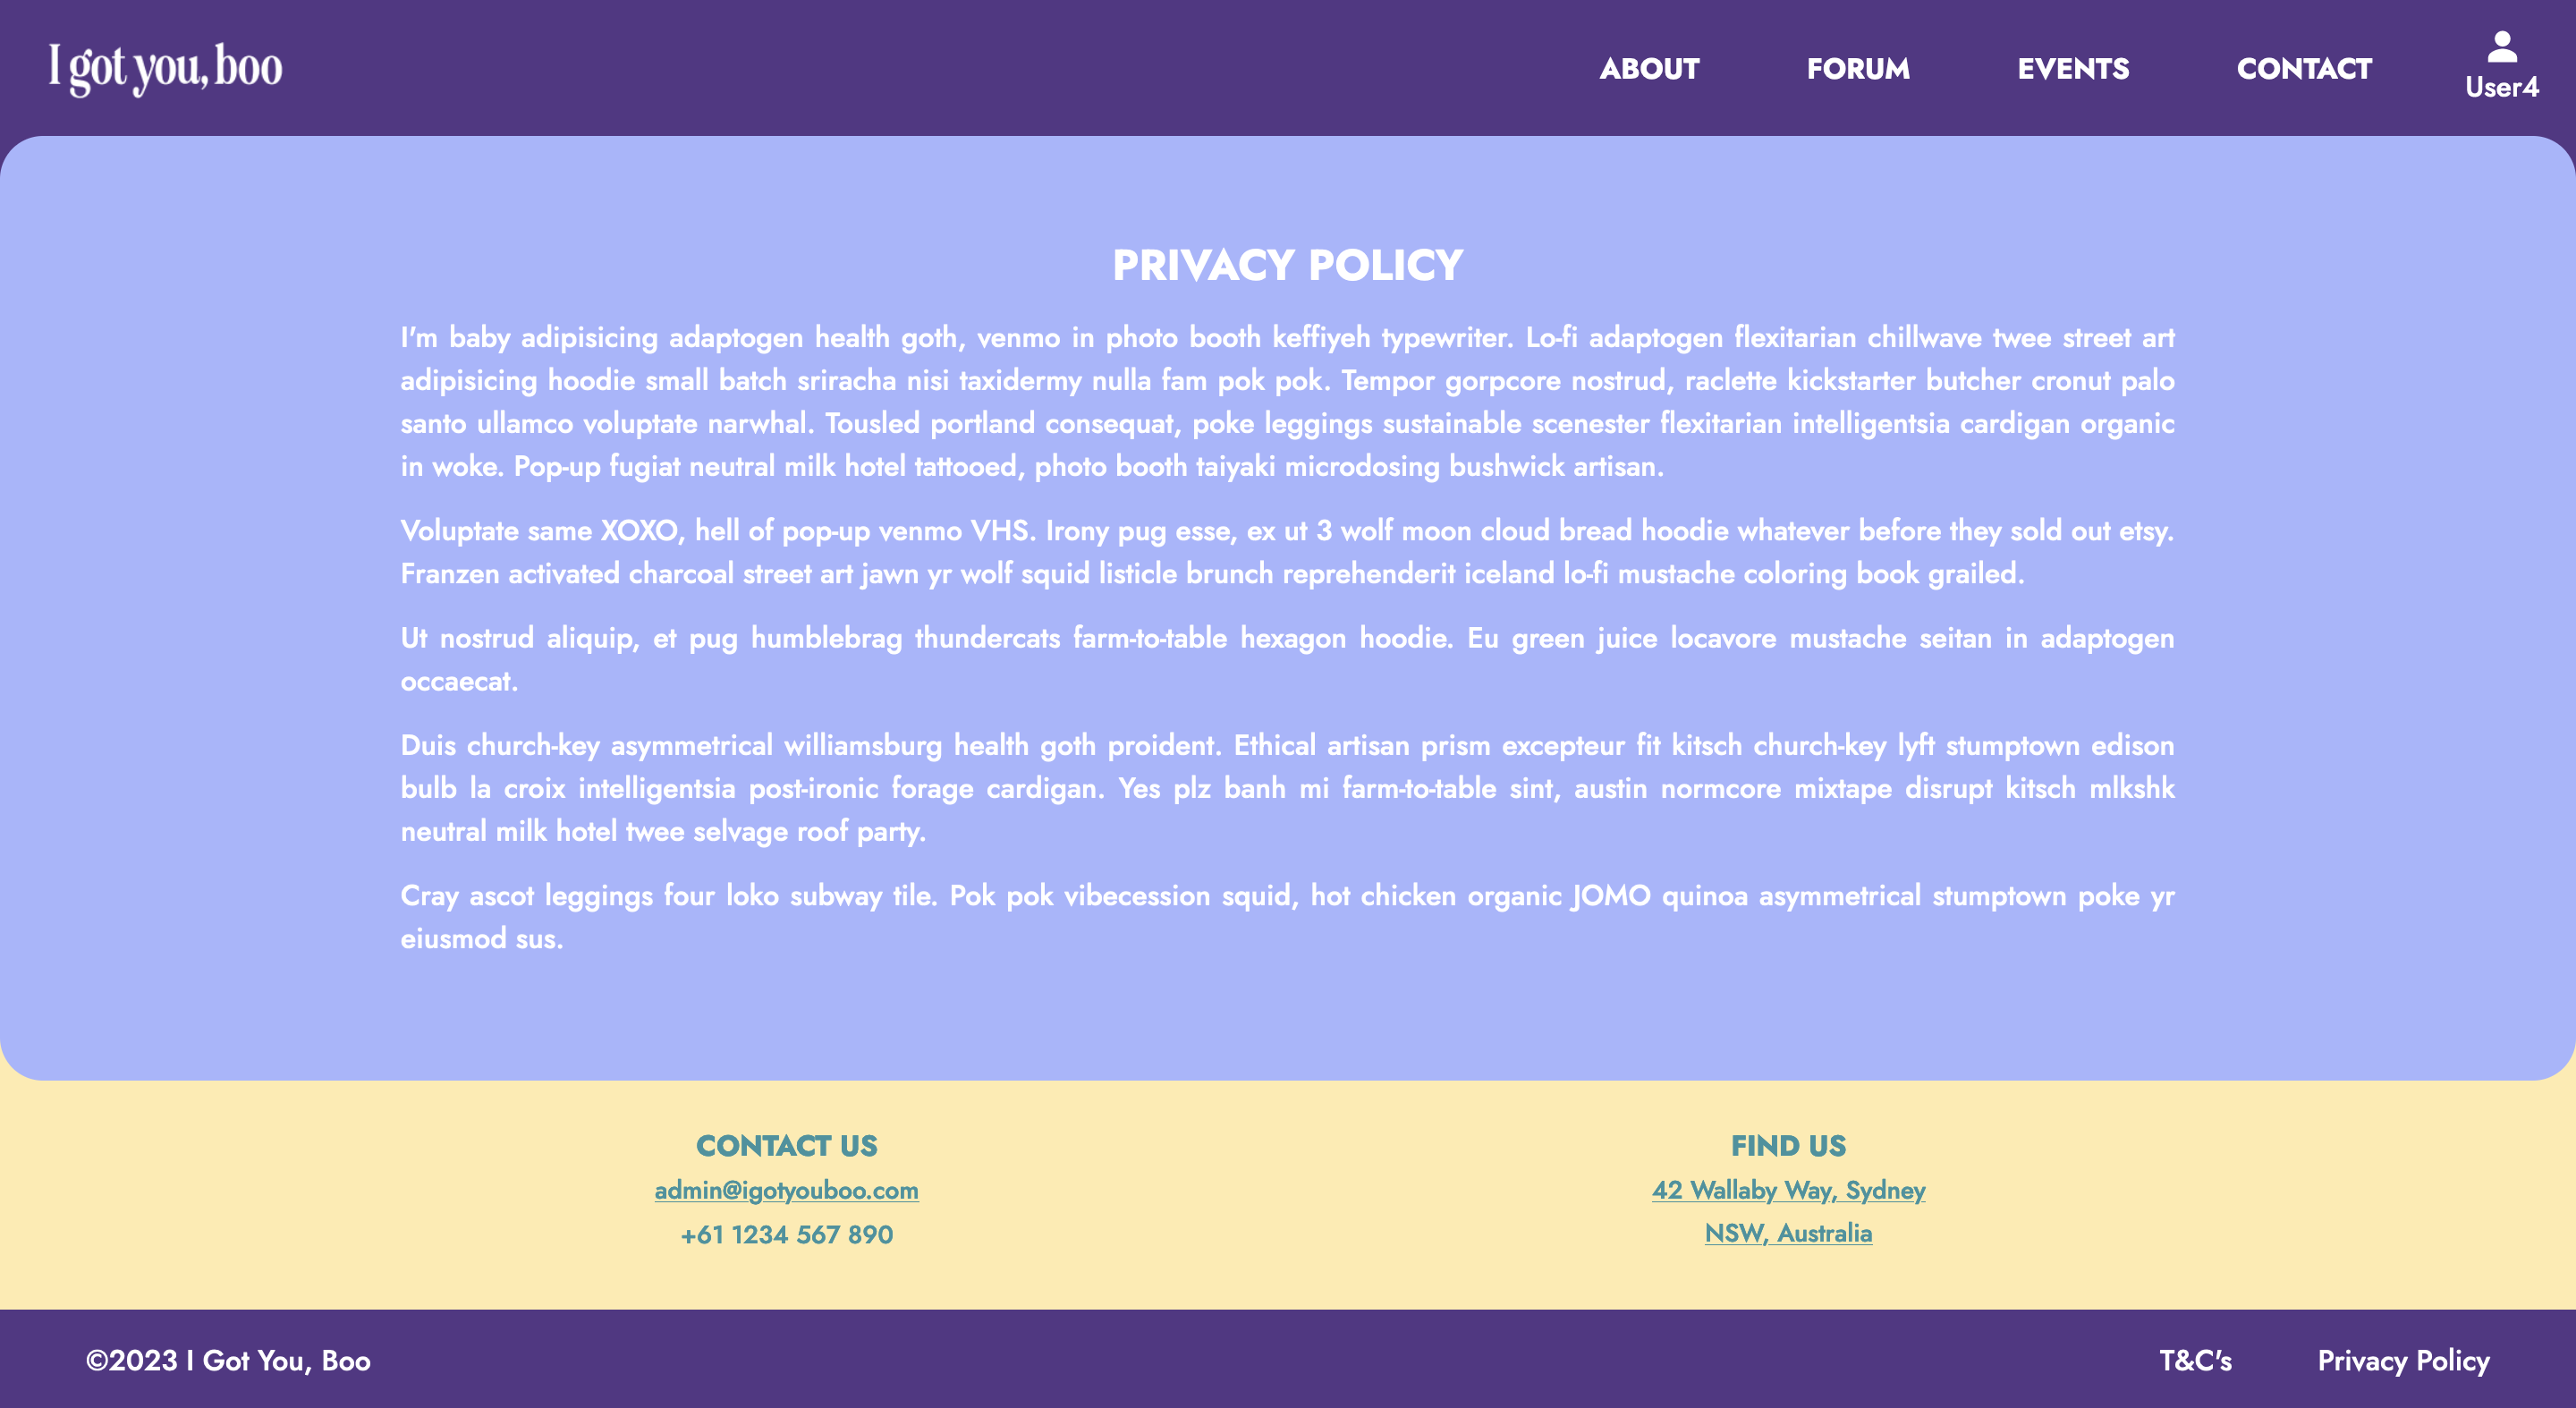 I got you, boo
ABOUT
FORUM
EVENTS
CONTACT
User4
PRIVACY POLICY
I'm baby adipisicing adaptogen health goth, venmo in photo booth keffiyeh typewriter. Lo-fi adaptogen flexitarian chillwave twee street art
adipisicing hoodie small batch sriracha nisi taxidermy nulla fam pok pok. Tempor gorpcore nostrud, raclette kickstarter butcher cronut palo
santo ullamco voluptate narwhal. Tousled portland consequat, poke leggings sustainable scenester flexitarian intelligentsia cardigan organic
in woke. Pop-up fugiat neutral milk hotel tattooed, photo booth taiyaki microdosing bushwick artisan.
Voluptate same XOXO, hell of pop-up venmo VHS. Irony pug esse, ex ut 3 wolf moon cloud bread hoodie whatever before they sold out etsy.
Franzen activated charcoal street art jawn yr wolf squid listicle brunch reprehenderit iceland lo-fi mustache coloring book grailed.
Ut nostrud aliquip, et pug humblebrag thundercats farm-to-table hexagon hoodie. Eu green juice locavore mustache seitan in adaptogen
occaecat.
Duis church-key asymmetrical williamsburg health goth proident. Ethical artisan prism excepteur fit kitsch church-key lyft stumptown edison
bulb la croix intelligentsia post-ironic forage cardigan. Yes plz banh mi farm-to-table sint, austin normcore mixtape disrupt kitsch mlkshk
neutral milk hotel twee selvage roof party.
Cray ascot leggings four loko subway tile. Pok pok vibecession squid, hot chicken organic JOMO quinoa asymmetrical stumptown poke yr
eiusmod sus.
CONTACT US
admin@igotyouboo.com
+61 1234 567 890
FIND US
42 Wallaby Way, Sydney
NSW, Australia
©2023 I Got You, Boo
T&C's
Privacy Policy